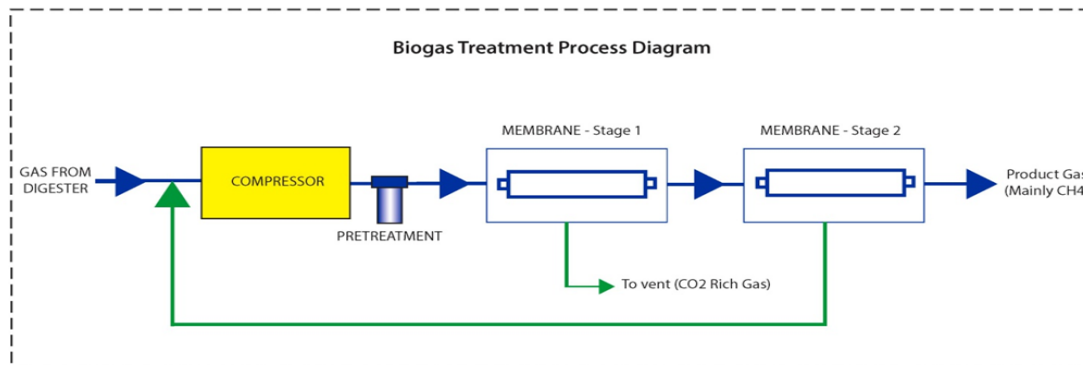 Biogas Treatment Process Diagram
MEMBRANE - Stage 1
MEMBRANE - Stage 2
GAS FROM
DIGESTER
COMPRESSOR
Product Gas
(Mainly CH4
PRETREATMENT
To vent (CO2 Rich Gas)